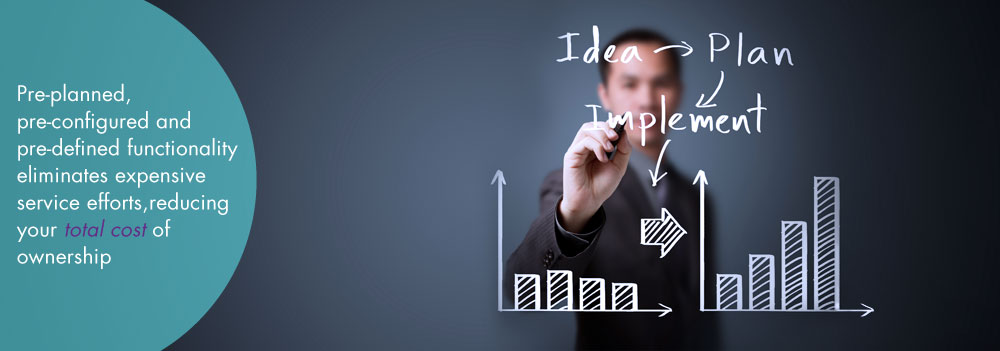 Pre-planned,
pre-configured and
pre-defined functionality
eliminates expensive
service efforts,reducing
your total cost of
ownership
Idea Plan
Implement